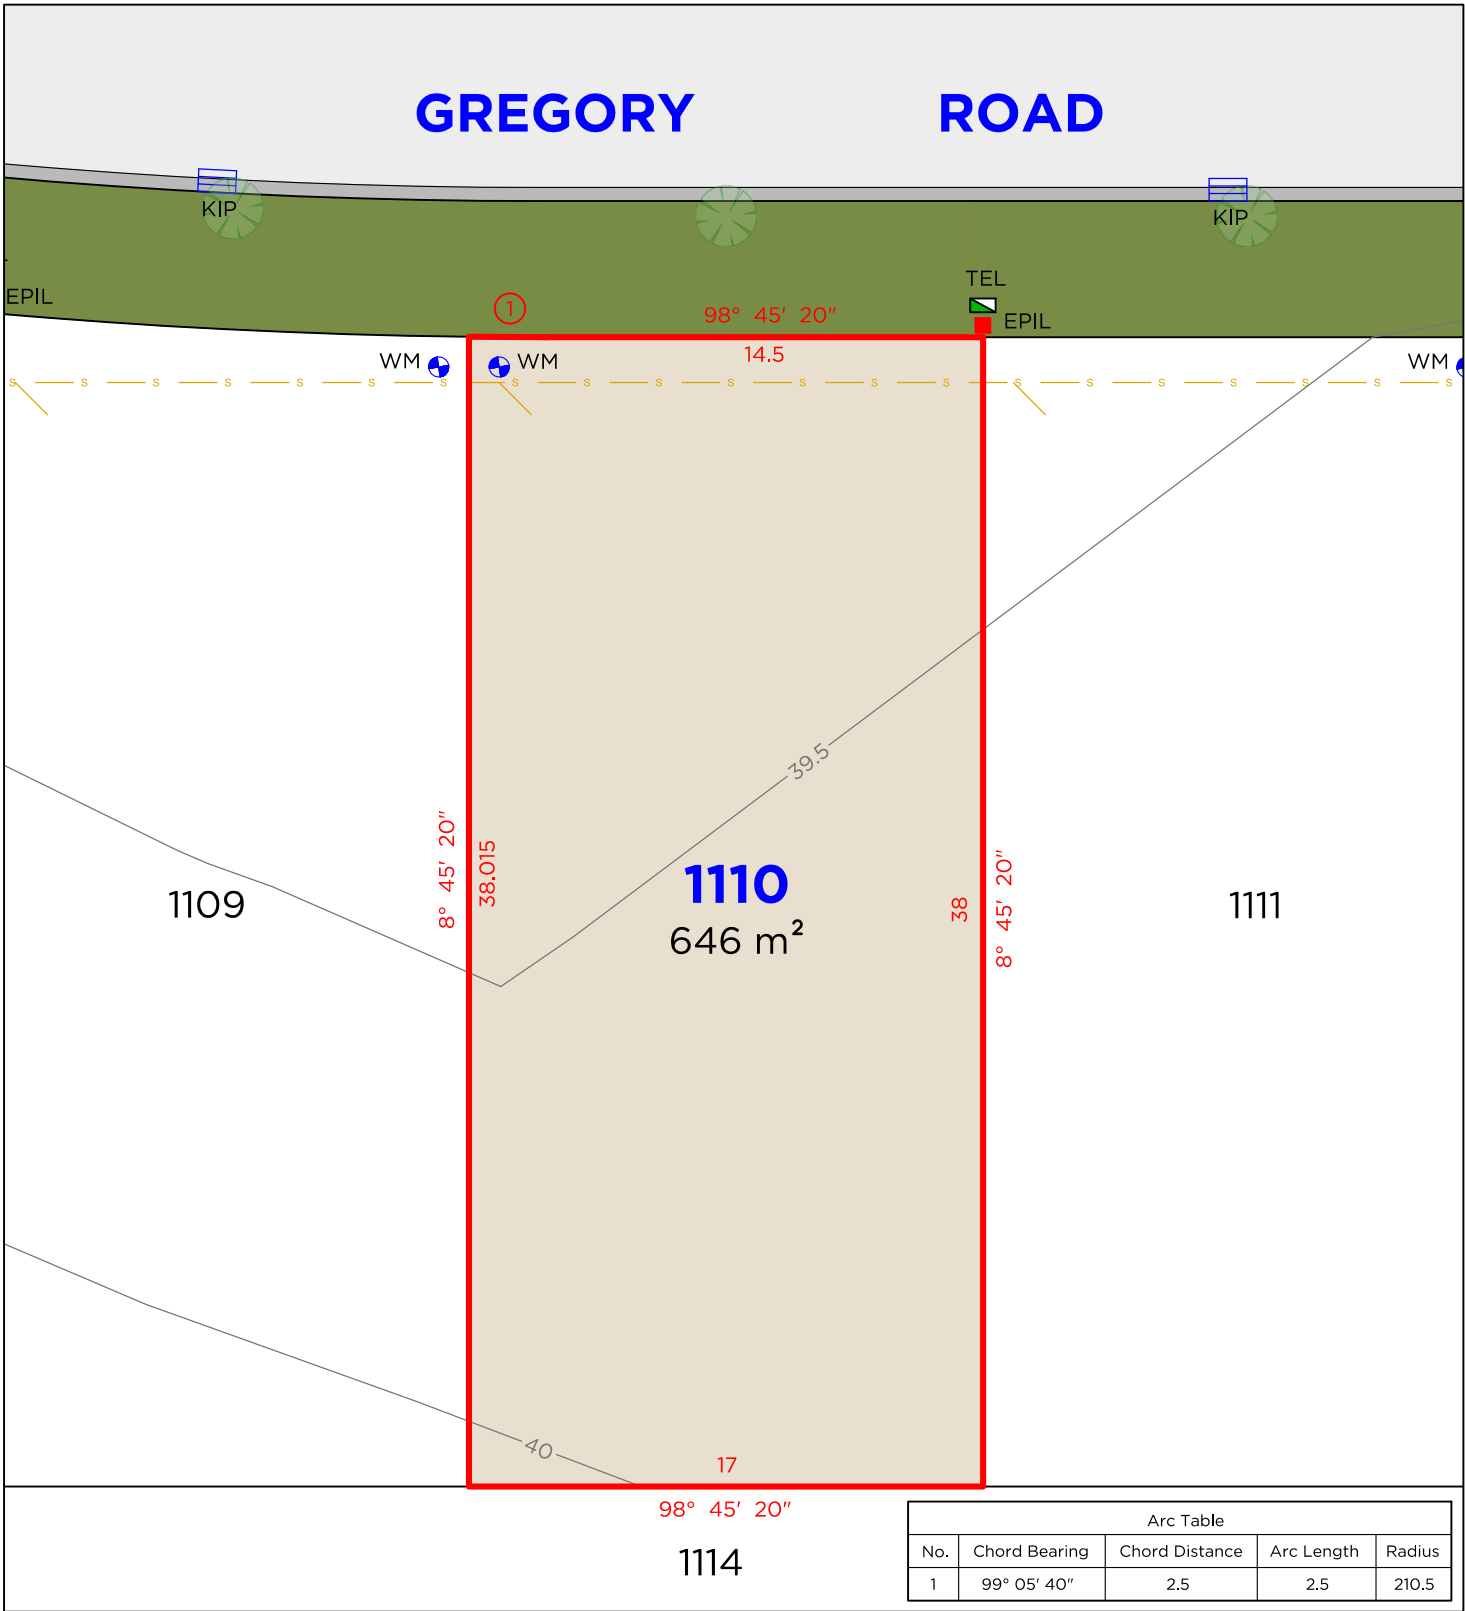 GREGORY ROAD
KIP
KIP
TEL
EPIL
EPIL
1
98° 45' 20"
14.5
WM
WM
WM
s s s s s s s s s s s s s s s s s s s s s
39.5
8° 45' 20"
38.015
1109
1110
646 m²
38
8° 45' 20"
1111
40
17
98° 45' 20"
1114
Arc Table
No. Chord Bearing Chord Distance Arc Length Radius
1 99° 05' 40" 2.5 2.5 210.5